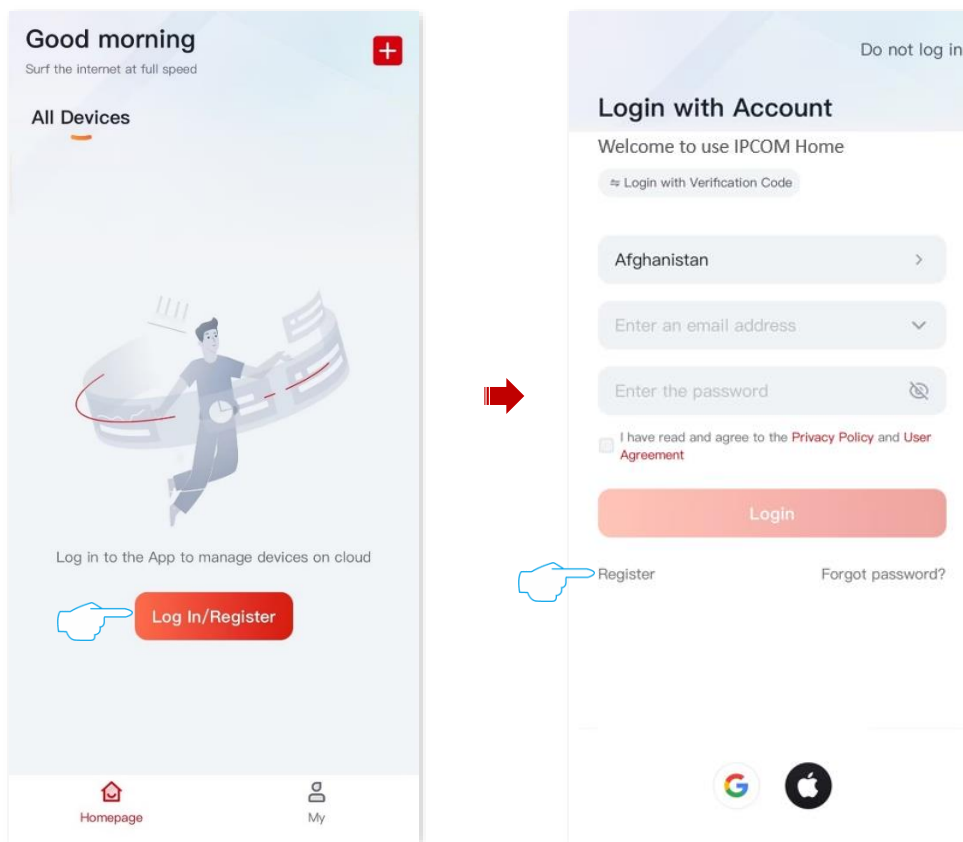 Good morning
Surf the internet at full speed
All Devices
Log in to the App to manage devices on cloud
Log In/Register
Homepage
My
Do not log in
Login with Account
Welcome to use IPCOM Home
⇋ Login with Verification Code
Afghanistan
Enter an email address
Enter the password
I have read and agree to the Privacy Policy and User
Agreement
Login
Register
Forgot password?